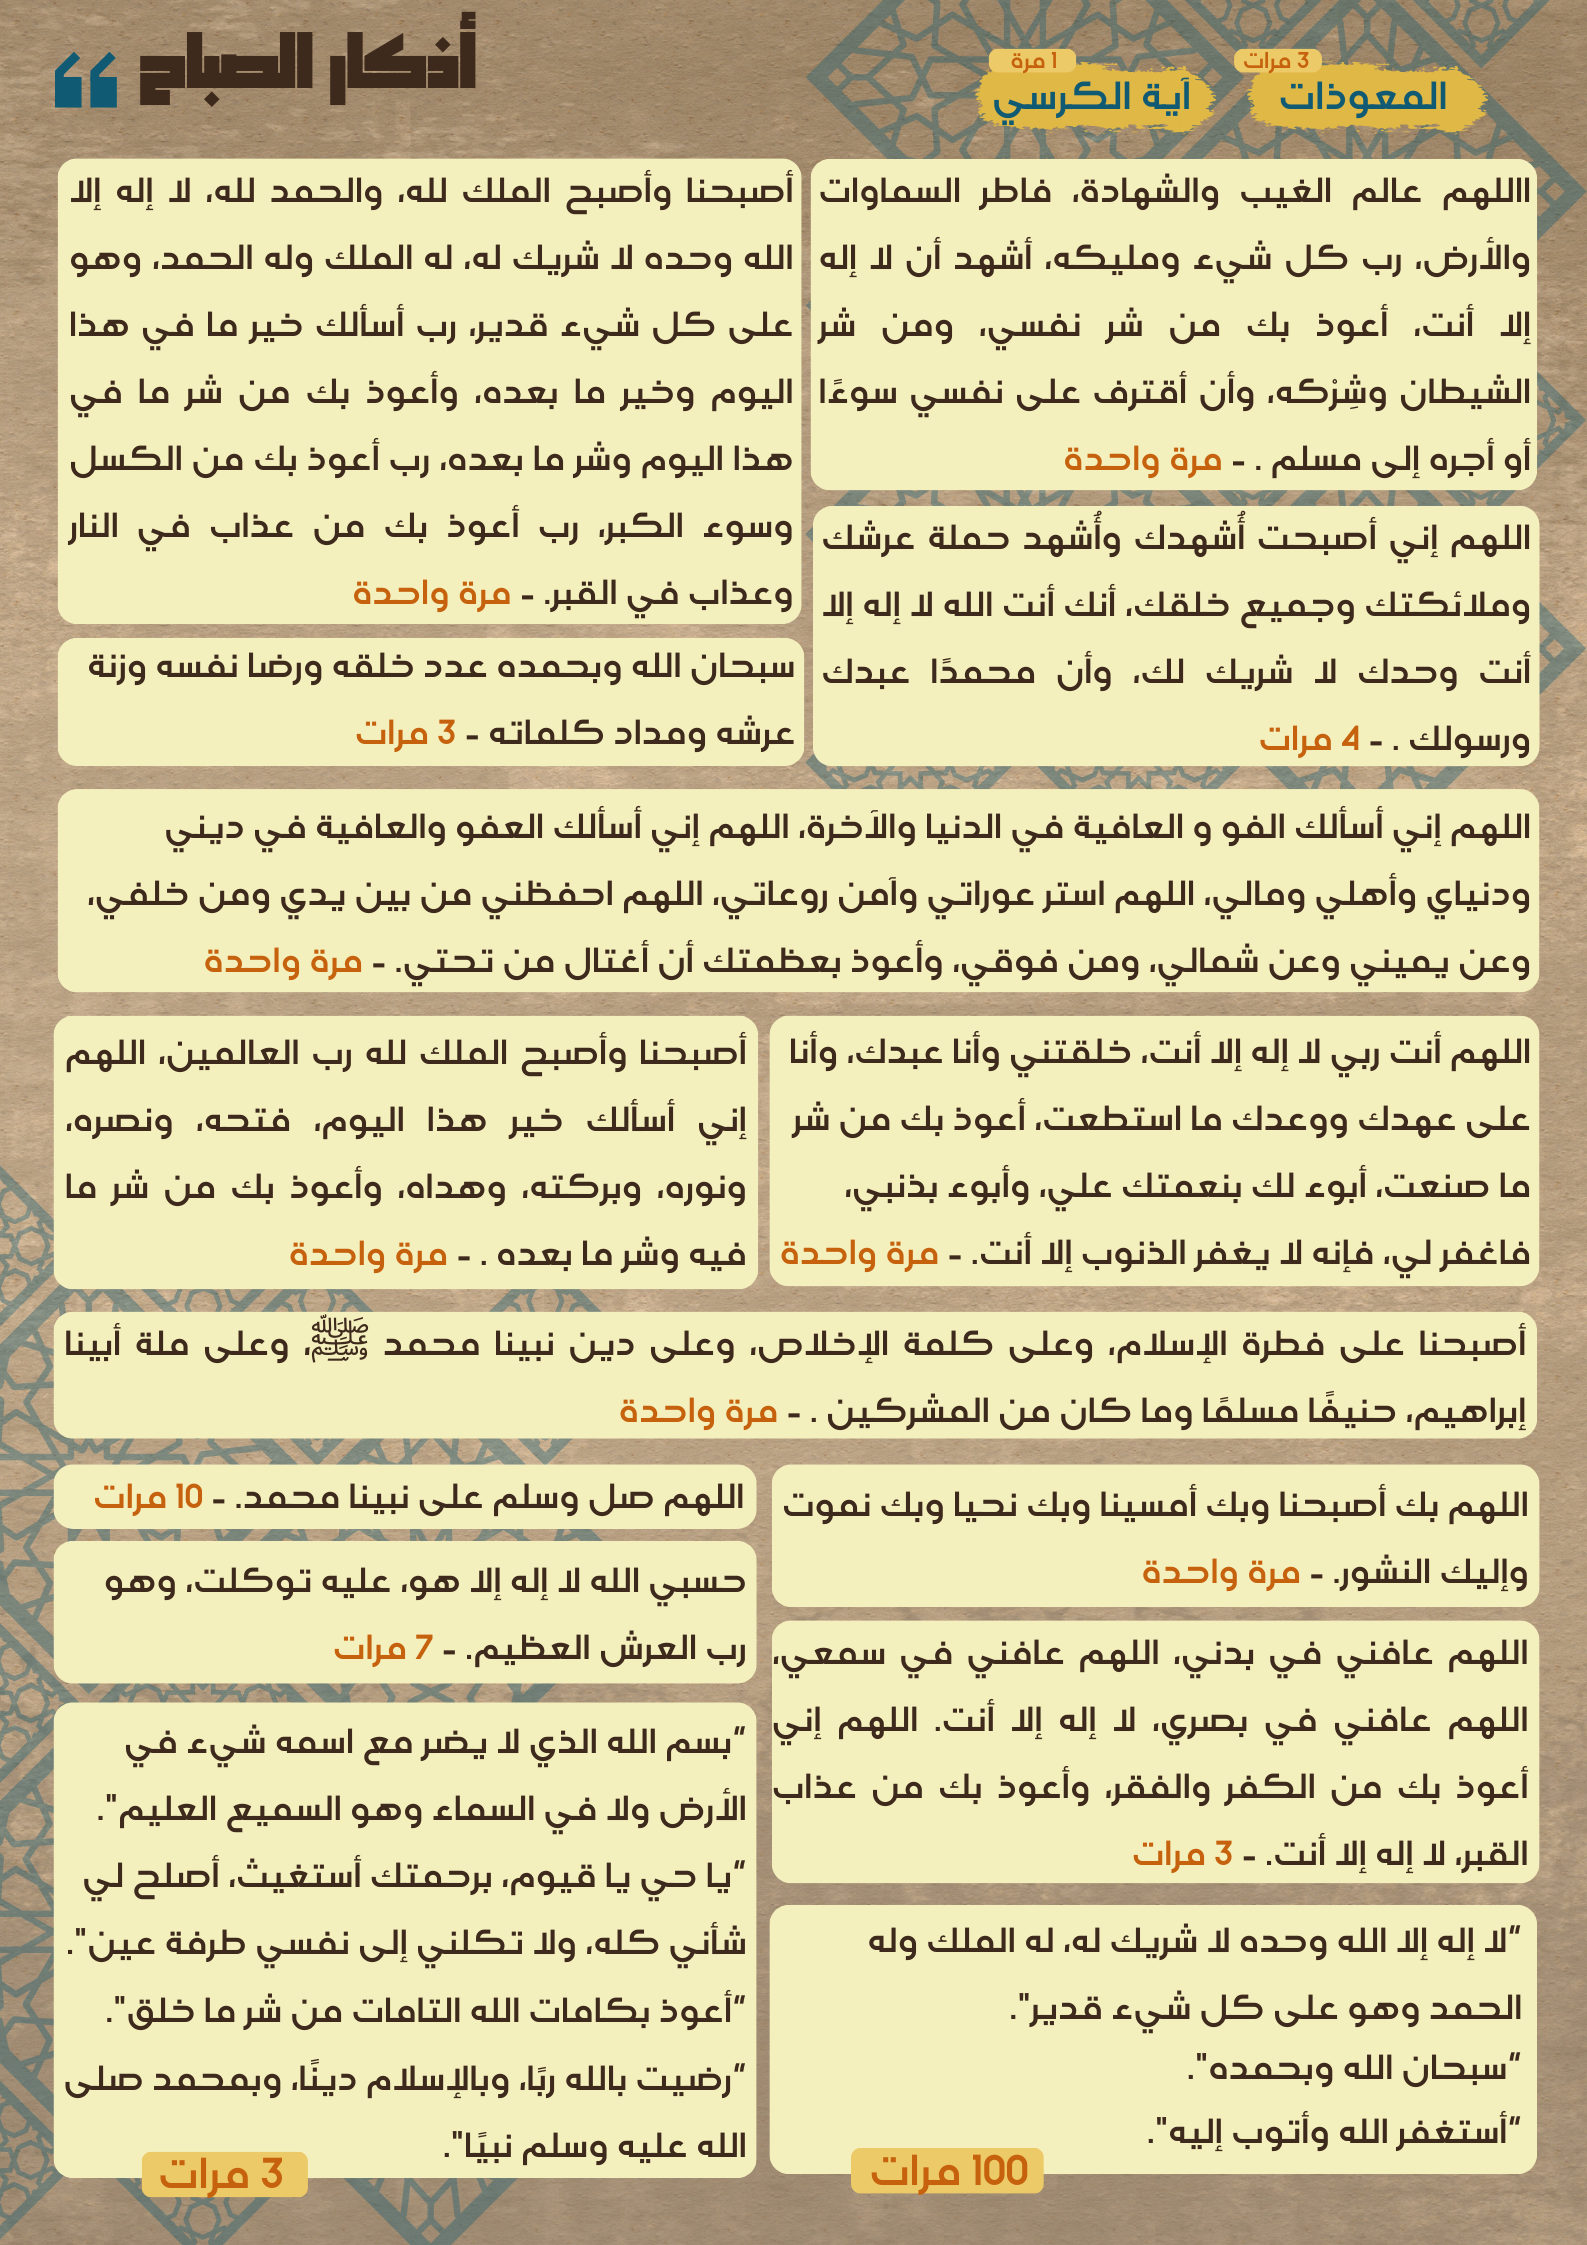 أذكار الصباح
3 مرات
المعوذات
1 مرة
آية الكرسي
االلهم عالم الغيب والشهادة، فاطر السماوات
والأرض، رب كل شيء ومليكه، أشهد أن لا إله
إلا أنت، أعوذ بك من شر نفسي، ومن شر
الشيطان وشِرْكه، وأن أقترف على نفسي سوءًا
أو أجره إلى مسلم . - مرة واحدة
أصبحنا وأصبح الملك لله، والحمد لله، لا إله إلا
الله وحده لا شريك له، له الملك وله الحمد، وهو
على كل شيء قدير، رب أسألك خير ما في هذا
اليوم وخير ما بعده، وأعوذ بك من شر ما في
هذا اليوم وشر ما بعده، رب أعوذ بك من الكسل
وسوء الكبر، رب أعوذ بك من عذاب في النار
وعذاب في القبر. - مرة واحدة
اللهم إني أصبحت أُشهدك وأُشهد حملة عرشك
وملائكتك وجميع خلقك، أنك أنت الله لا إله إلا
أنت وحدك لا شريك لك، وأن محمدًا عبدك
ورسولك . - 4 مرات
سبحان الله وبحمده عدد خلقه ورضا نفسه وزنة
عرشه ومداد كلماته - 3 مرات
اللهم إني أسألك الفو و العافية في الدنيا والآخرة، اللهم إني أسألك العفو والعافية في ديني
ودنياي وأهلي ومالي، اللهم استر عوراتي وآمن روعاتي، اللهم احفظني من بين يدي ومن خلفي،
وعن يميني وعن شمالي، ومن فوقي، وأعوذ بعظمتك أن أغتال من تحتي. - مرة واحدة
اللهم أنت ربي لا إله إلا أنت، خلقتني وأنا عبدك، وأنا
على عهدك ووعدك ما استطعت، أعوذ بك من شر
ما صنعت، أبوء لك بنعمتك علي، وأبوء بذنبي،
فاغفر لي، فإنه لا يغفر الذنوب إلا أنت. - مرة واحدة
أصبحنا وأصبح الملك لله رب العالمين، اللهم
إني أسألك خير هذا اليوم، فتحه، ونصره،
ونوره، وبركته، وهداه، وأعوذ بك من شر ما
فيه وشر ما بعده . - مرة واحدة
أصبحنا على فطرة الإسلام، وعلى كلمة الإخلاص، وعلى دين نبينا محمد ﷺ، وعلى ملة أبينا
إبراهيم، حنيفًا مسلمًا وما كان من المشركين . - مرة واحدة
اللهم بك أصبحنا وبك أمسينا وبك نحيا وبك نموت
وإليك النشور. - مرة واحدة
اللهم صل وسلم على نبينا محمد. - 10 مرات
حسبي الله لا إله إلا هو، عليه توكلت، وهو
رب العرش العظيم. - 7 مرات
اللهم عافني في بدني، اللهم عافني في سمعي،
اللهم عافني في بصري، لا إله إلا أنت. اللهم إني
أعوذ بك من الكفر والفقر، وأعوذ بك من عذاب
القبر، لا إله إلا أنت. - 3 مرات
"بسم الله الذي لا يضر مع اسمه شيء في
الأرض ولا في السماء وهو السميع العليم".
"يا حي يا قيوم، برحمتك أستغيث، أصلح لي
شأني كله، ولا تكلني إلى نفسي طرفة عين".
"أعوذ بكامات الله التامات من شر ما خلق".
"رضيت بالله ربًا، وبالإسلام دينًا، وبمحمد صلى
الله عليه وسلم نبيًا".
3 مرات
"لا إله إلا الله وحده لا شريك له، له الملك وله
الحمد وهو على كل شيء قدير".
"سبحان الله وبحمده".
"أستغفر الله وأتوب إليه".
100 مرات